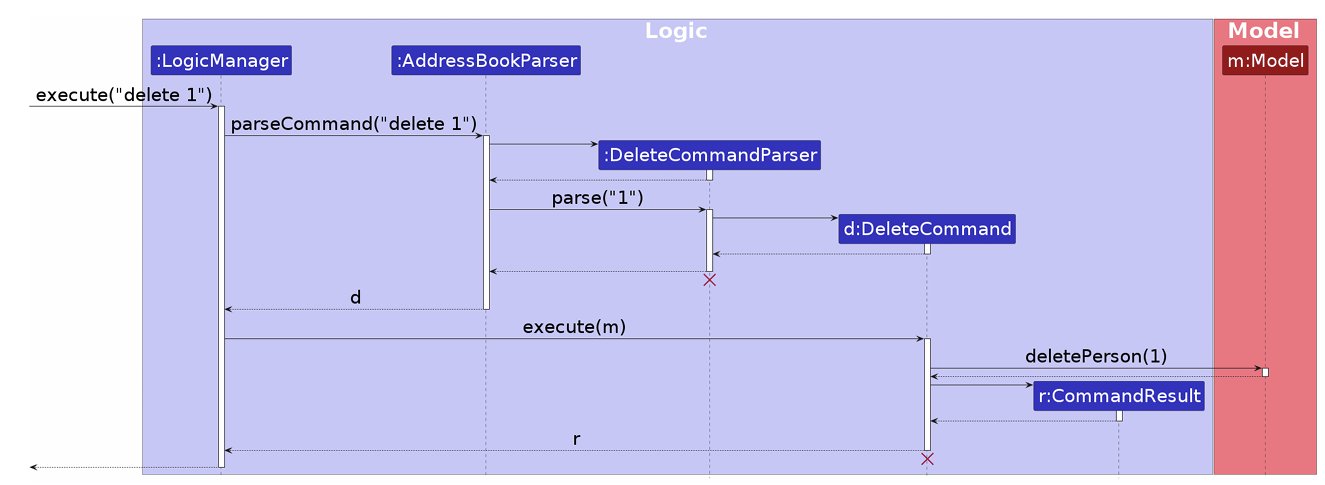 Logic
Model
:LogicManager
:AddressBookParser
m:Model
execute("delete 1")
parseCommand("delete 1")
:DeleteCommandParser
parse("1")
d:DeleteCommand
d
execute(m)
deletePerson(1)
r:CommandResult
r